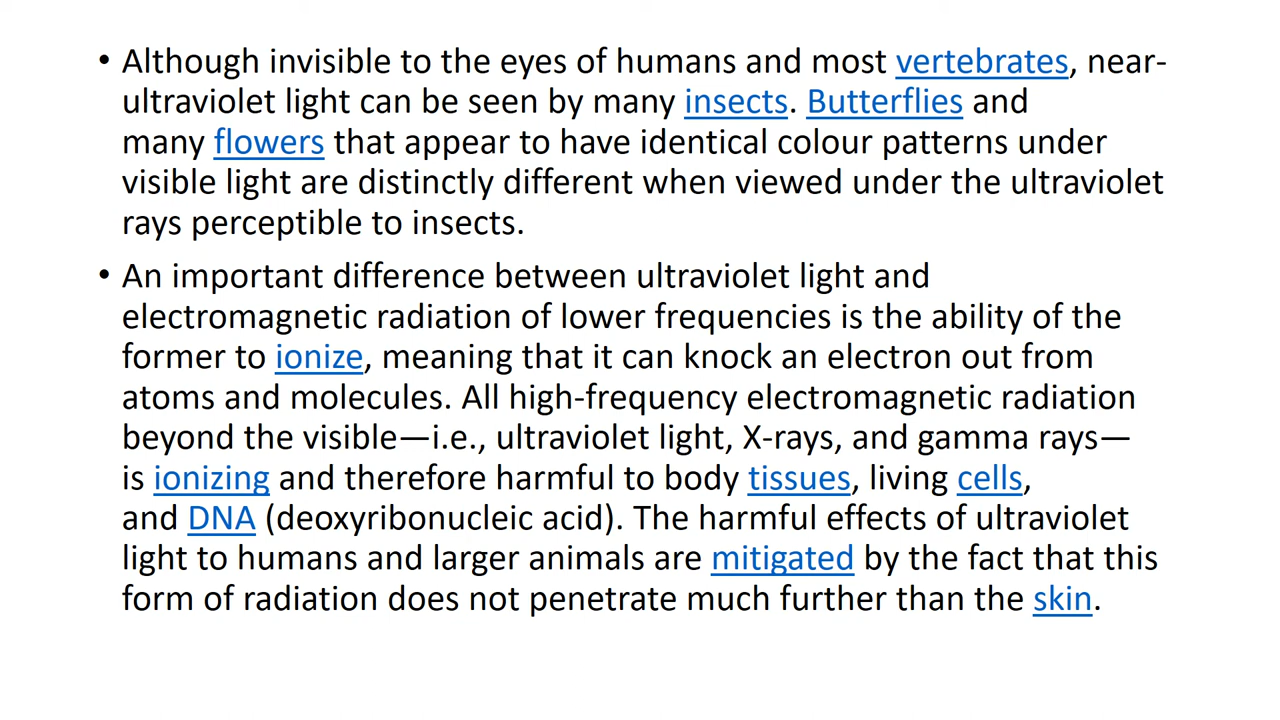 • Although invisible to the eyes of humans and most vertebrates, near-
ultraviolet light can be seen by many insects. Butterflies and
many flowers that appear to have identical colour patterns under
visible light are distinctly different when viewed under the ultraviolet
rays perceptible to insects.
• An important difference between ultraviolet light and
electromagnetic radiation of lower frequencies is the ability of the
former to ionize, meaning that it can knock an electron out from
atoms and molecules. All high-frequency electromagnetic radiation
beyond the visible—i.e., ultraviolet light, X-rays, and gamma rays—
is ionizing and therefore harmful to body tissues, living cells,
and DNA (deoxyribonucleic acid). The harmful effects of ultraviolet
light to humans and larger animals are mitigated by the fact that this
form of radiation does not penetrate much further than the skin.